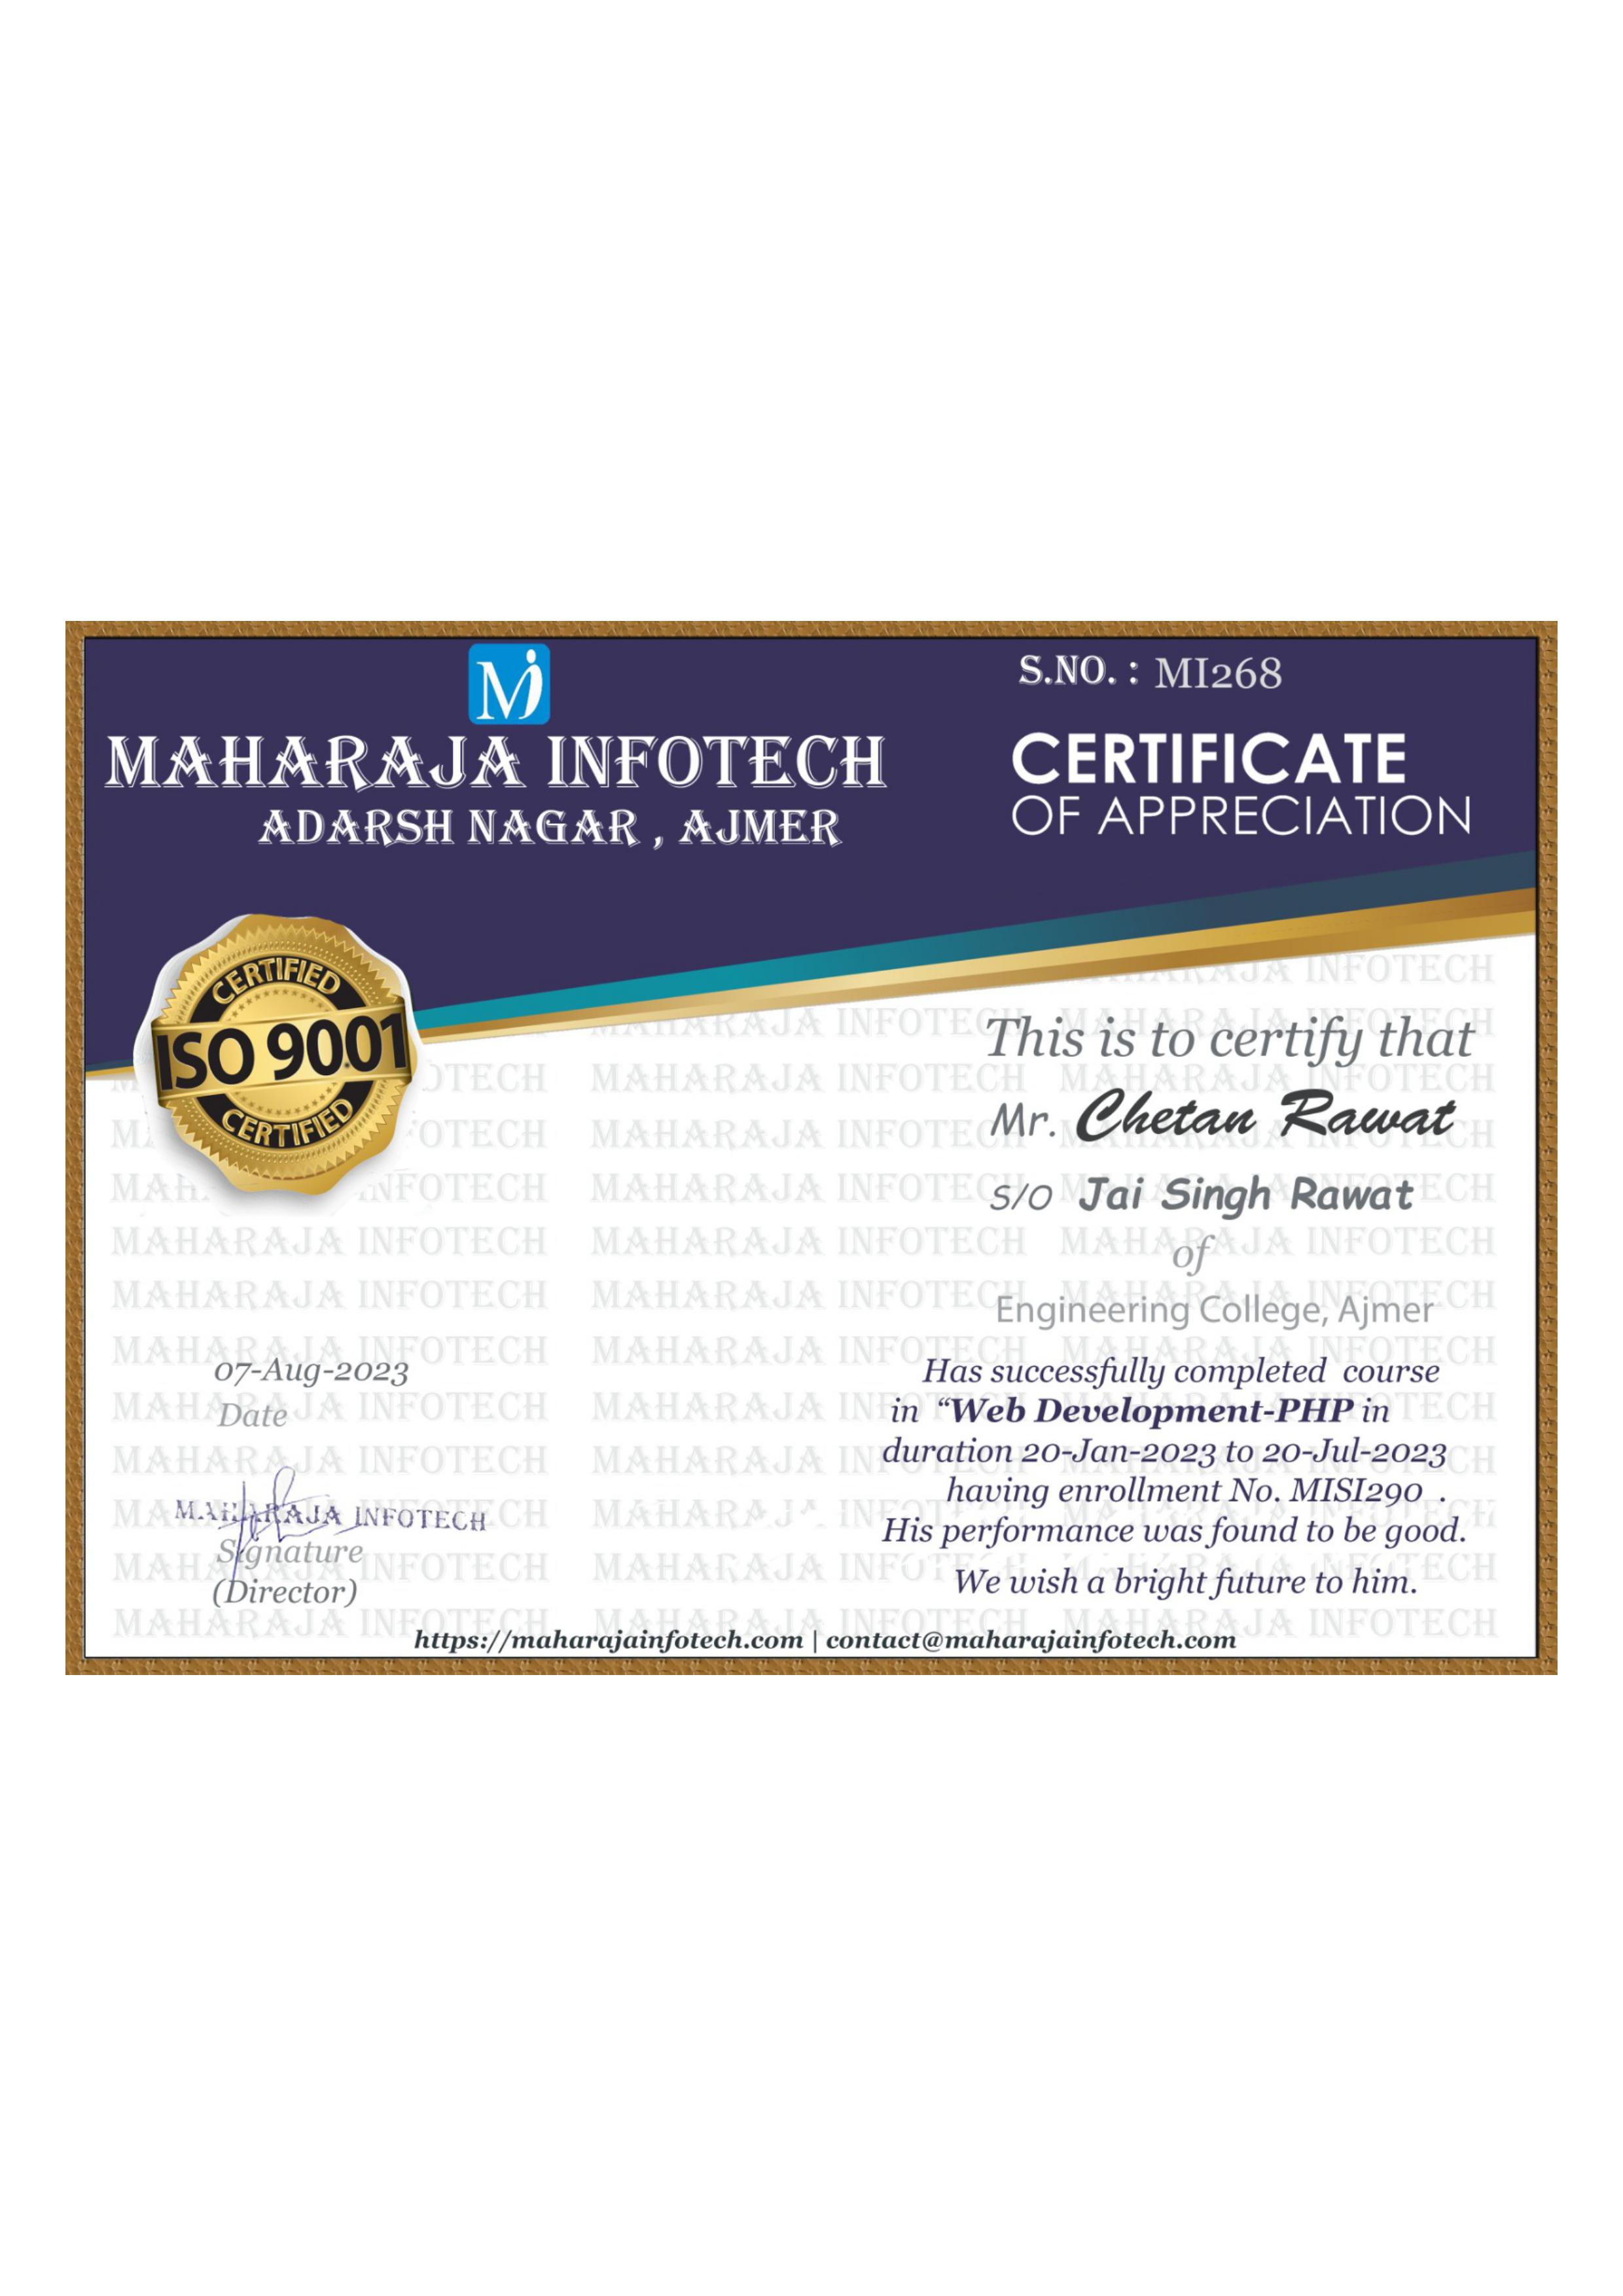 M
MAHARAJA INFOTECH
ADARSH NAGAR , AJMER
S.NO. : MI268
CERTIFICATE
OF APPRECIATION
CERTIFIED
ISO 9001
CERTIFIED
This is to certify that
Mr. Chetan Rawat
S/O Jai Singh Rawat
of
Engineering College, Ajmer
Has successfully completed course
in “Web Development-PHP in
duration 20-Jan-2023 to 20-Jul-2023
having enrollment No. MISI290 .
His performance was found to be good.
We wish a bright future to him.
07-Aug-2023
Date
MAHARAJA INFOTECH
Signature
(Director)
https://maharajainfotech.com | contact@maharajainfotech.com